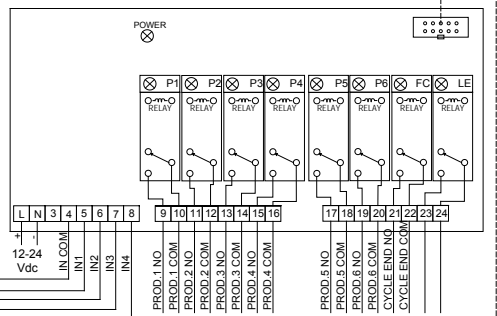 POWER
P1 P2 P3 P4 P5 P6 FC LE
RELAY RELAY RELAY RELAY RELAY RELAY RELAY RELAY
L N 3 4 5 6 7 8 9 10 11 12 13 14 15 16 17 18 19 20 21 22 23 24
+ -
12-24
Vdc
IN COM
IN1
IN2
IN3
IN4
PROD.1 NO
PROD.1 COM
PROD.2 NO
PROD.2 COM
PROD.3 NO
PROD.3 COM
PROD.4 NO
PROD.4 COM
PROD.5 NO
PROD.5 COM
PROD.6 NO
PROD.6 COM
CYCLE END NO
CYCLE END COM